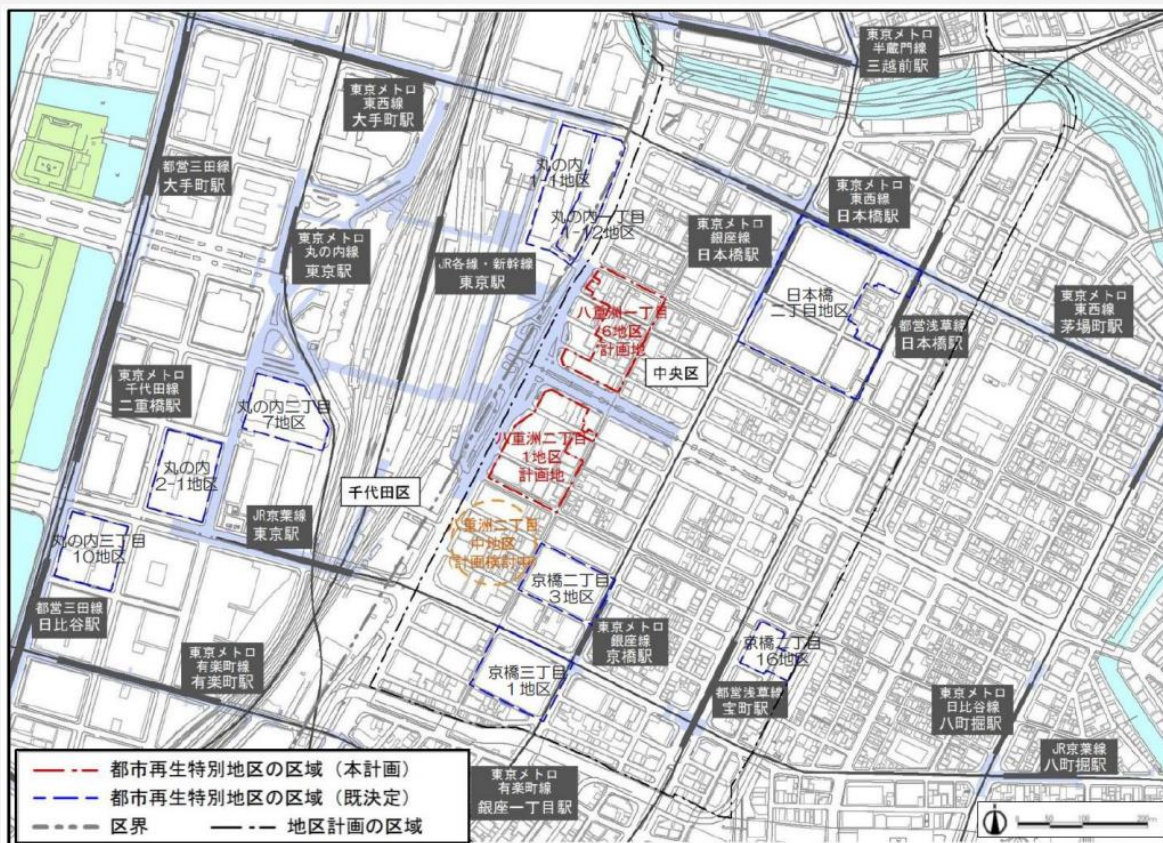 東京メトロ
半蔵門線
三越前駅
東京メトロ
東西線
大手町駅
都営三田線
大手町駅
丸の内
1-1地区
東京メトロ
東西線
日本橋駅
丸の内一丁目
1-12地区
東京メトロ
銀座線
日本橋駅
東京メトロ
丸の内線
東京駅
JR各線・新幹線
東京駅
日本橋
二丁目地区
東京メトロ
東西線
茅場町駅
八重洲一丁目
6地区
計画地
都営浅草線
日本橋駅
中央区
東京メトロ
千代田線
二重橋駅
丸の内二丁目
7地区
八重洲二丁目
1地区
計画地
丸の内
2-1地区
千代田区
JR京葉線
東京駅
八重洲二丁目
中地区
(計画検討中)
丸の内三丁目
10地区
京橋二丁目
3地区
都営三田線
日比谷駅
東京メトロ
銀座線
京橋駅
京橋二丁目
16地区
東京メトロ
有楽町線
有楽町駅
京橋三丁目
1地区
都営浅草線
宝町駅
東京メトロ
日比谷線
八町堀駅
JR京葉線
八町堀駅
東京メトロ
有楽町線
銀座一丁目駅
都市再生特別地区の区域（本計画）
都市再生特別地区の区域（既決定）
区界 地区計画の区域
0 50 100 200m